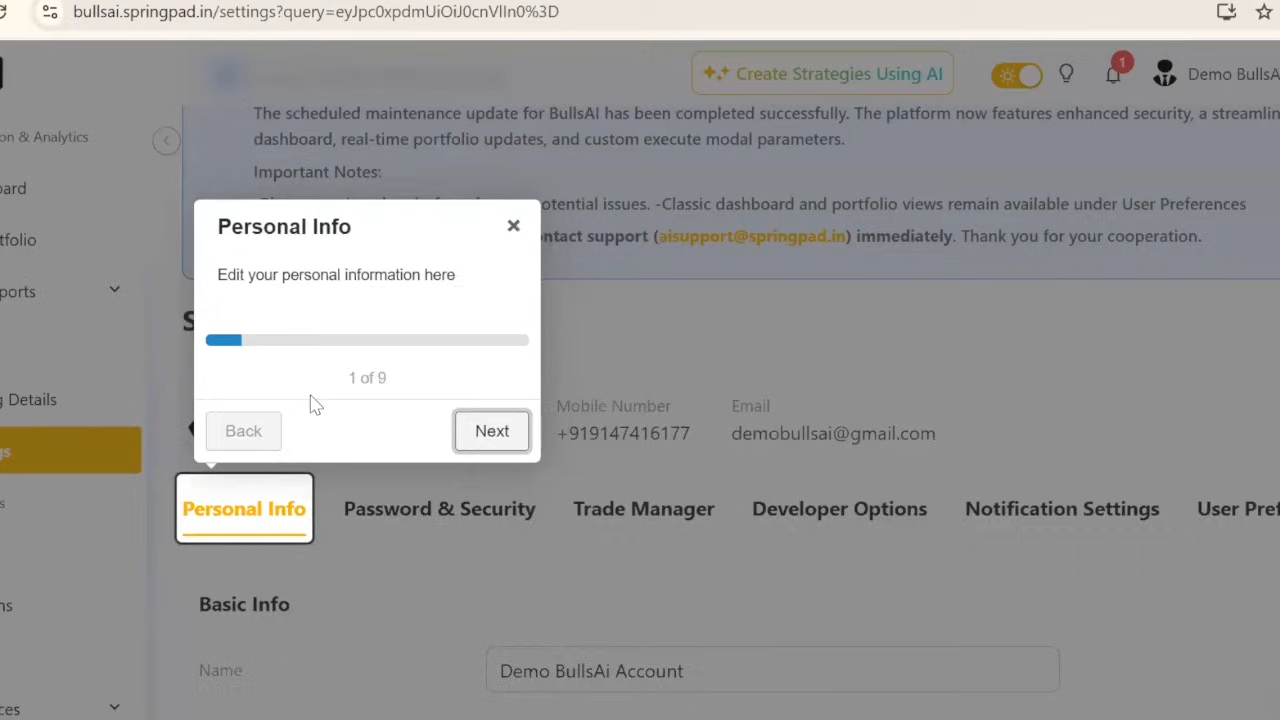 bullsai.springpad.in/settings?query=eyJpc0xpdmUiOiJ0cnVlIn0%3D
Create Strategies Using AI
1
Demo BullsA
The scheduled maintenance update for BullsAI has been completed successfully. The platform now features enhanced security, a streamlin
dashboard, real-time portfolio updates, and custom execute modal parameters.
Important Notes:
otential issues. -Classic dashboard and portfolio views remain available under User Preferences
ontact support (aisupport@springpad.in) immediately. Thank you for your cooperation.
on & Analytics
ard
tfolio
ports
g Details
gs
s
ns
ces
Personal Info
×
Edit your personal information here
1 of 9
Back
Next
S
Mobile Number
+919147416177
Email
demobullsai@gmail.com
Personal Info
Password & Security
Trade Manager
Developer Options
Notification Settings
User Pref
Basic Info
Name
Demo BullsAi Account